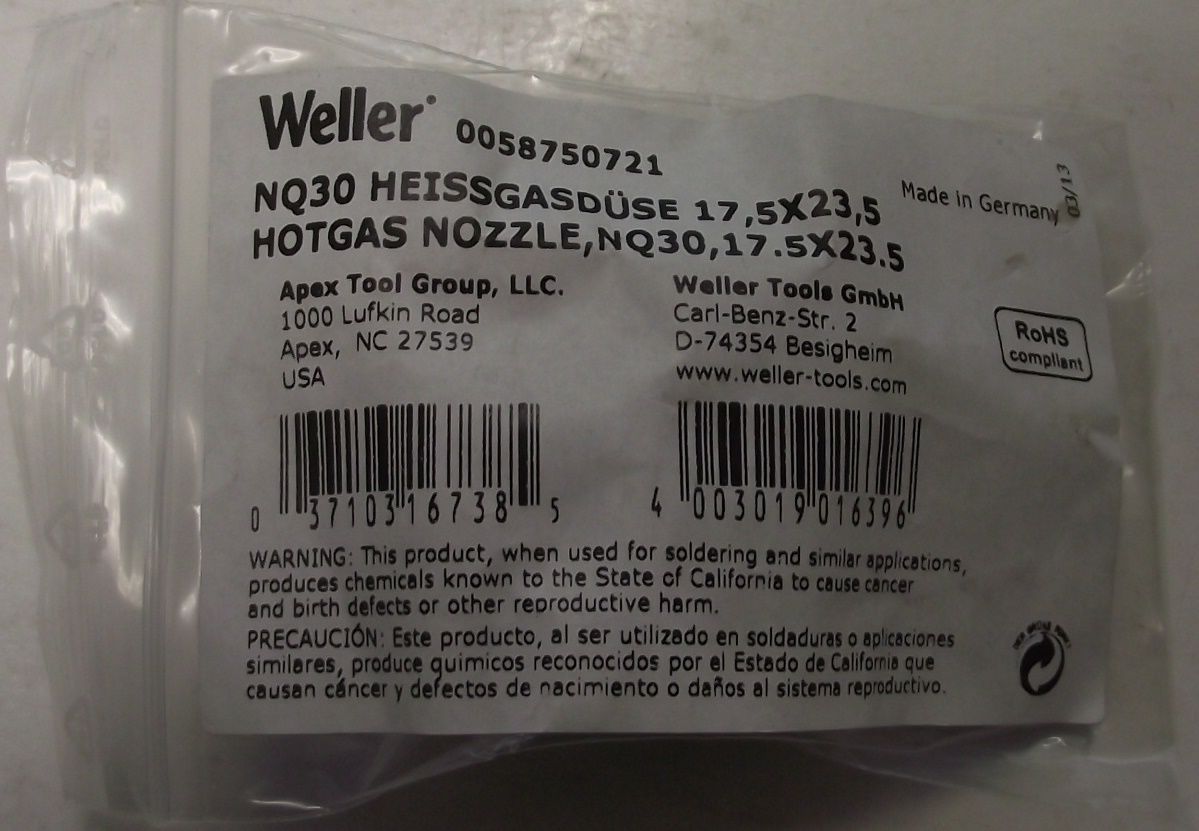 Weller
0058750721
NQ30 HEISSGASDÜSE 17,5X23,5
HOTGAS NOZZLE,NQ30,17.5X23.5
Made in Germany
03/13
Apex Tool Group, LLC.
1000 Lufkin Road
Apex, NC 27539
USA
Weller Tools GmbH
Carl-Benz-Str. 2
D-74354 Besigheim
www.weller-tools.com
RoHS
compliant
0 37103 16738 5
4 003019 016396
WARNING: This product, when used for soldering and similar applications,
produces chemicals known to the State of California to cause cancer
and birth defects or other reproductive harm.
PRECAUCIÓN: Este producto, al ser utilizado en soldaduras o aplicaciones
similares, produce químicos reconocidos por el Estado de California que
causan cáncer y defectos de nacimiento o daños al sistema reproductivo.